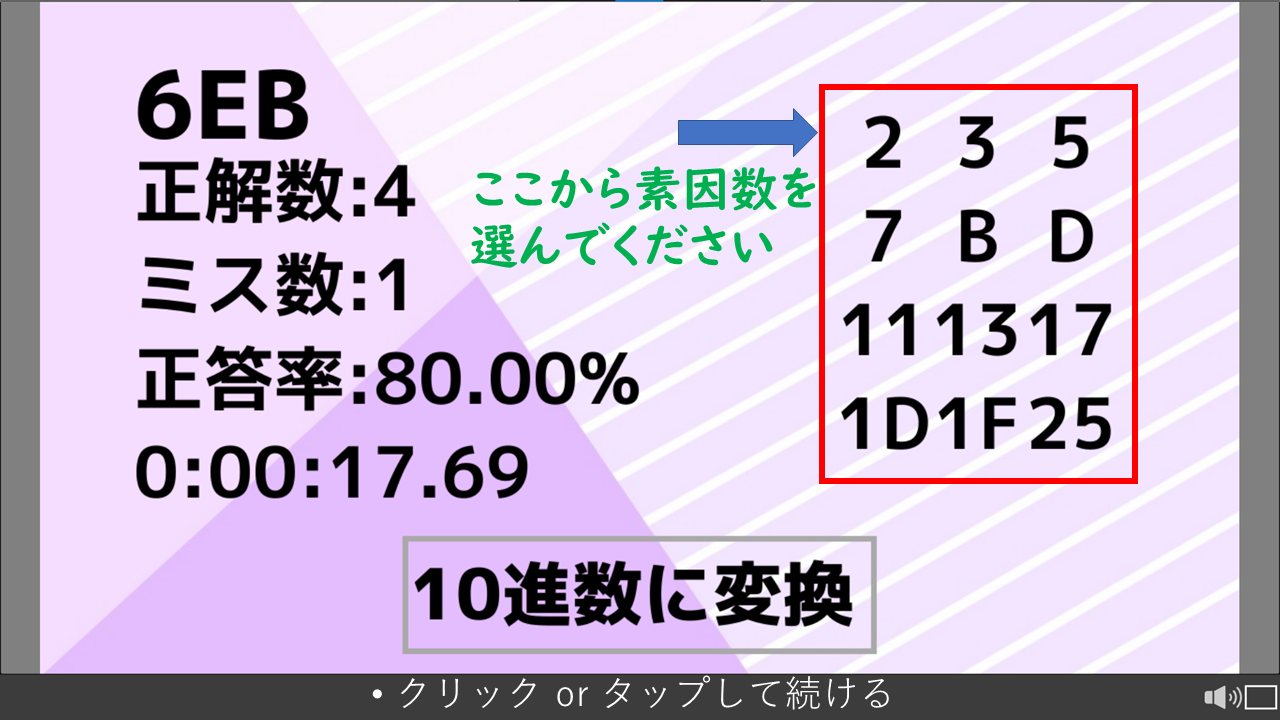 6EB
正解数:4
ミス数:1
正答率:80.00%
0:00:17.69
ここから素因数を
選んでください
2 3 5
7 B D
11 13 17
1D 1F 25
10進数に変換
• クリック or タップして続ける